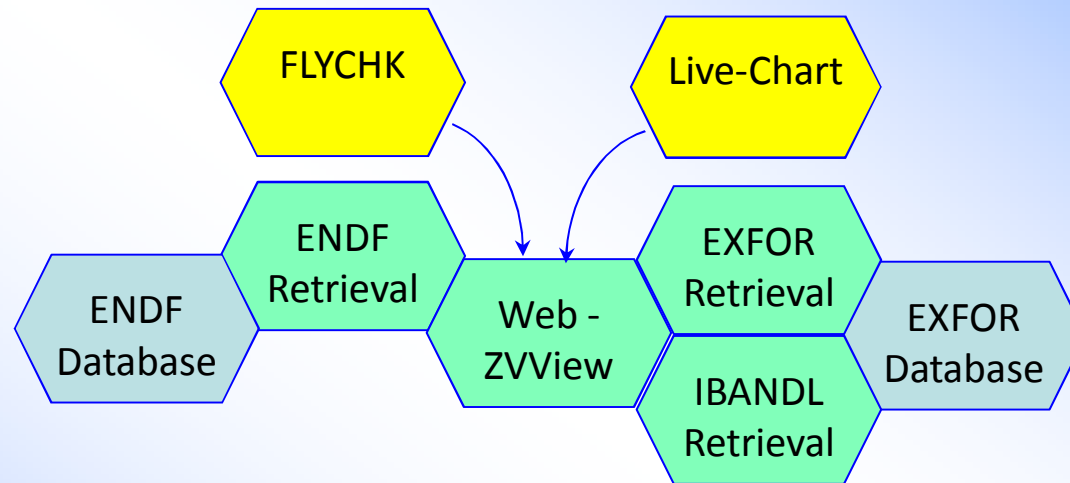 FLYCHK
Live-Chart
ENDF
Retrieval
EXFOR
Retrieval
ENDF
Database
Web -
ZVView
EXFOR
Database
IBANDL
Retrieval